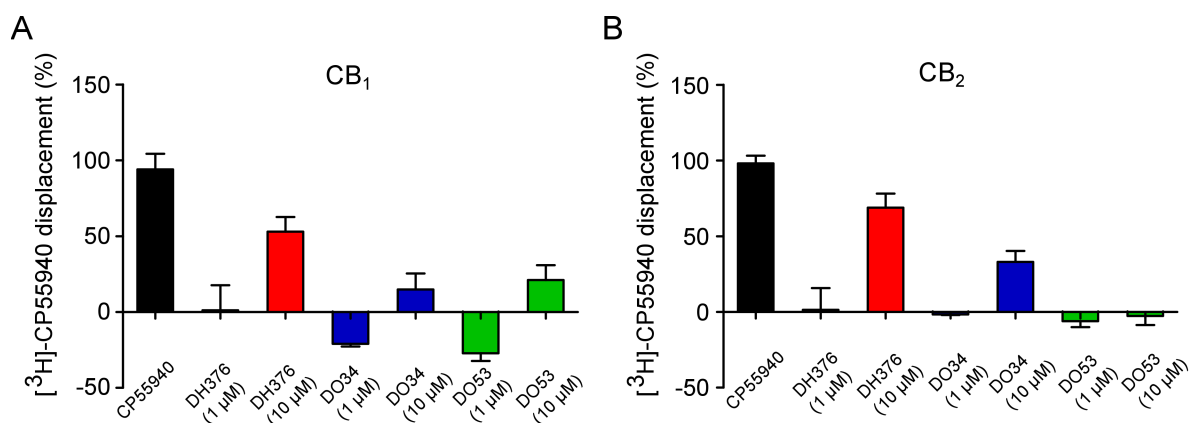 A
CB₁
[³H]-CP55940 displacement (%)
150
100
50
0
-50
CP55940
DH376
(1 µM)
DH376
(10 µM)
DO34
(1 µM)
DO34
(10 µM)
DO53
(1 µM)
DO53
(10 µM)
B
CB₂
[³H]-CP55940 displacement (%)
150
100
50
0
-50
CP55940
DH376
(1 µM)
DH376
(10 µM)
DO34
(1 µM)
DO34
(10 µM)
DO53
(1 µM)
DO53
(10 µM)